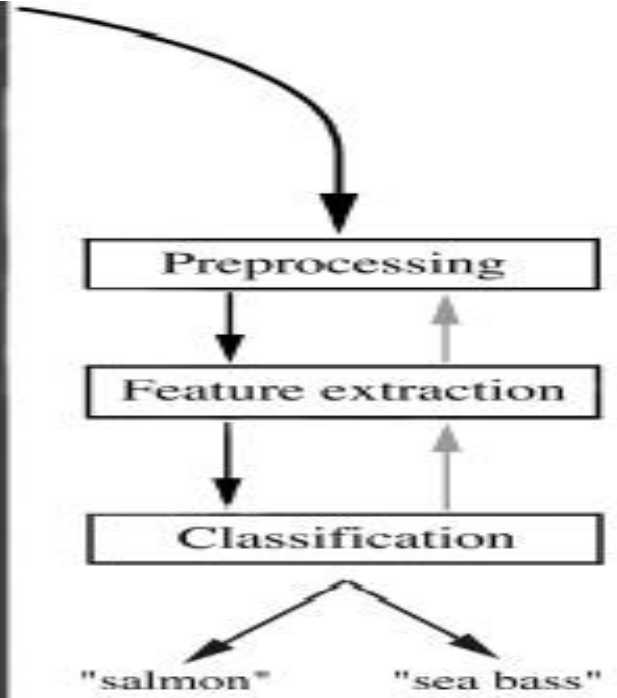 Preprocessing
Feature extraction
Classification
"salmon" "sea bass"